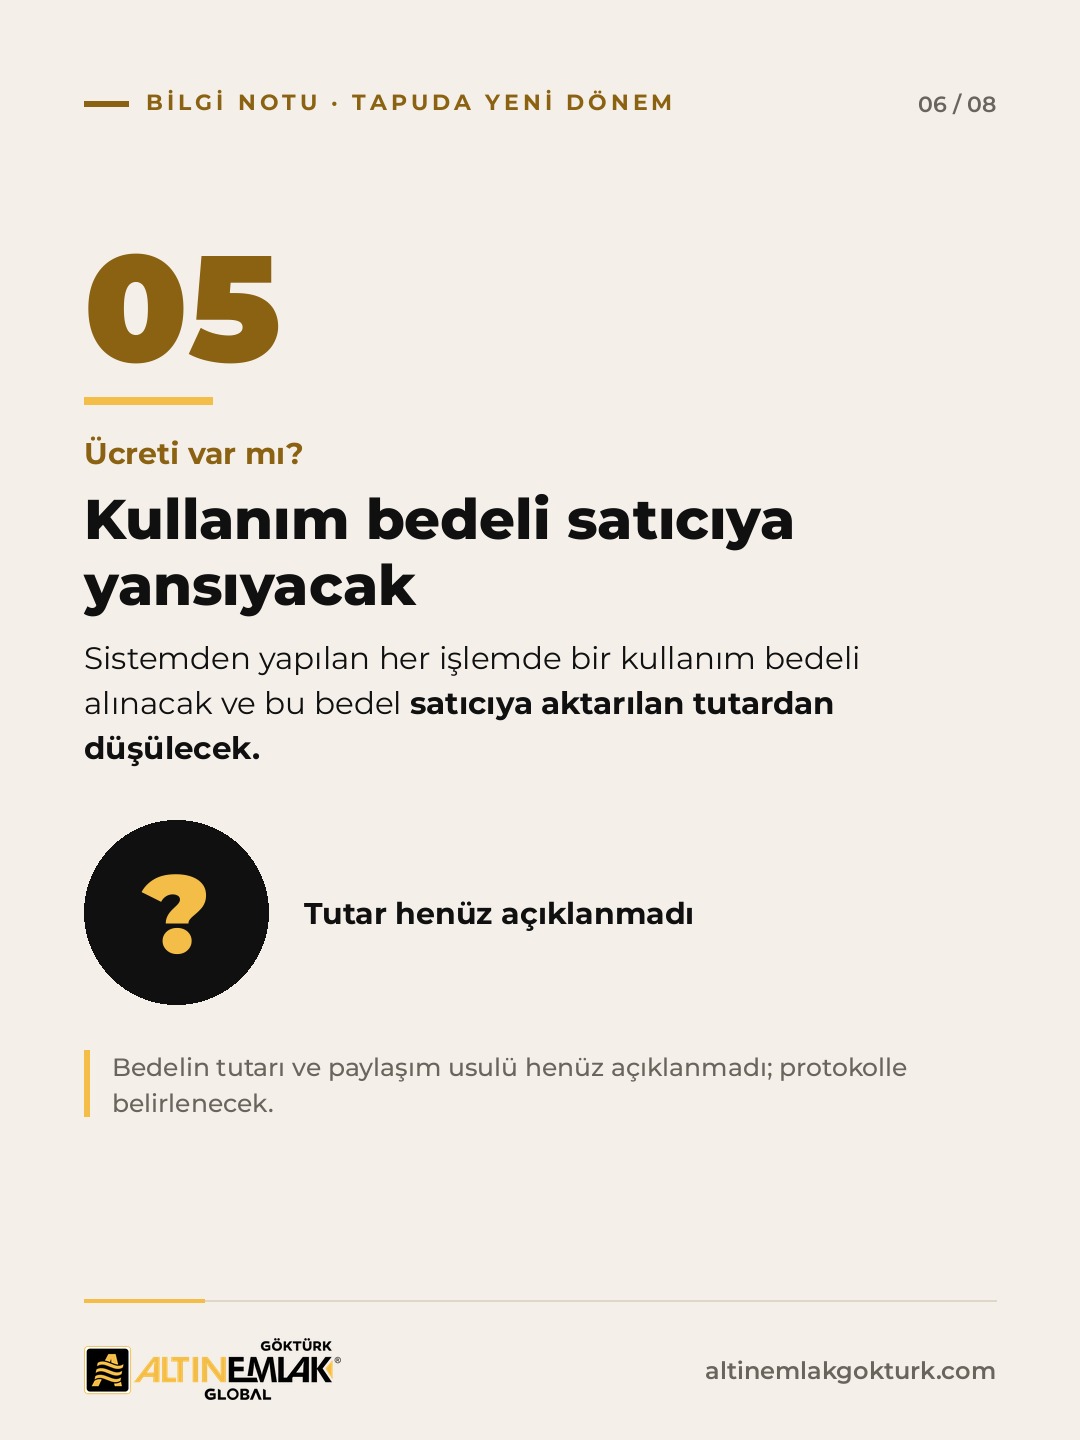 BİLGİ NOTU · TAPUDA YENİ DÖNEM
06 / 08
05
Ücreti var mı?
Kullanım bedeli satıcıya
yansıyacak
Sistemden yapılan her işlemde bir kullanım bedeli
alınacak ve bu bedel satıcıya aktarılan tutardan
düşülecek.
?
Tutar henüz açıklanmadı
Bedelin tutarı ve paylaşım usulü henüz açıklanmadı; protokolle
belirlenecek.
GÖKTÜRK
ALTINEMLAK®
GLOBAL
altinemlakgokturk.com